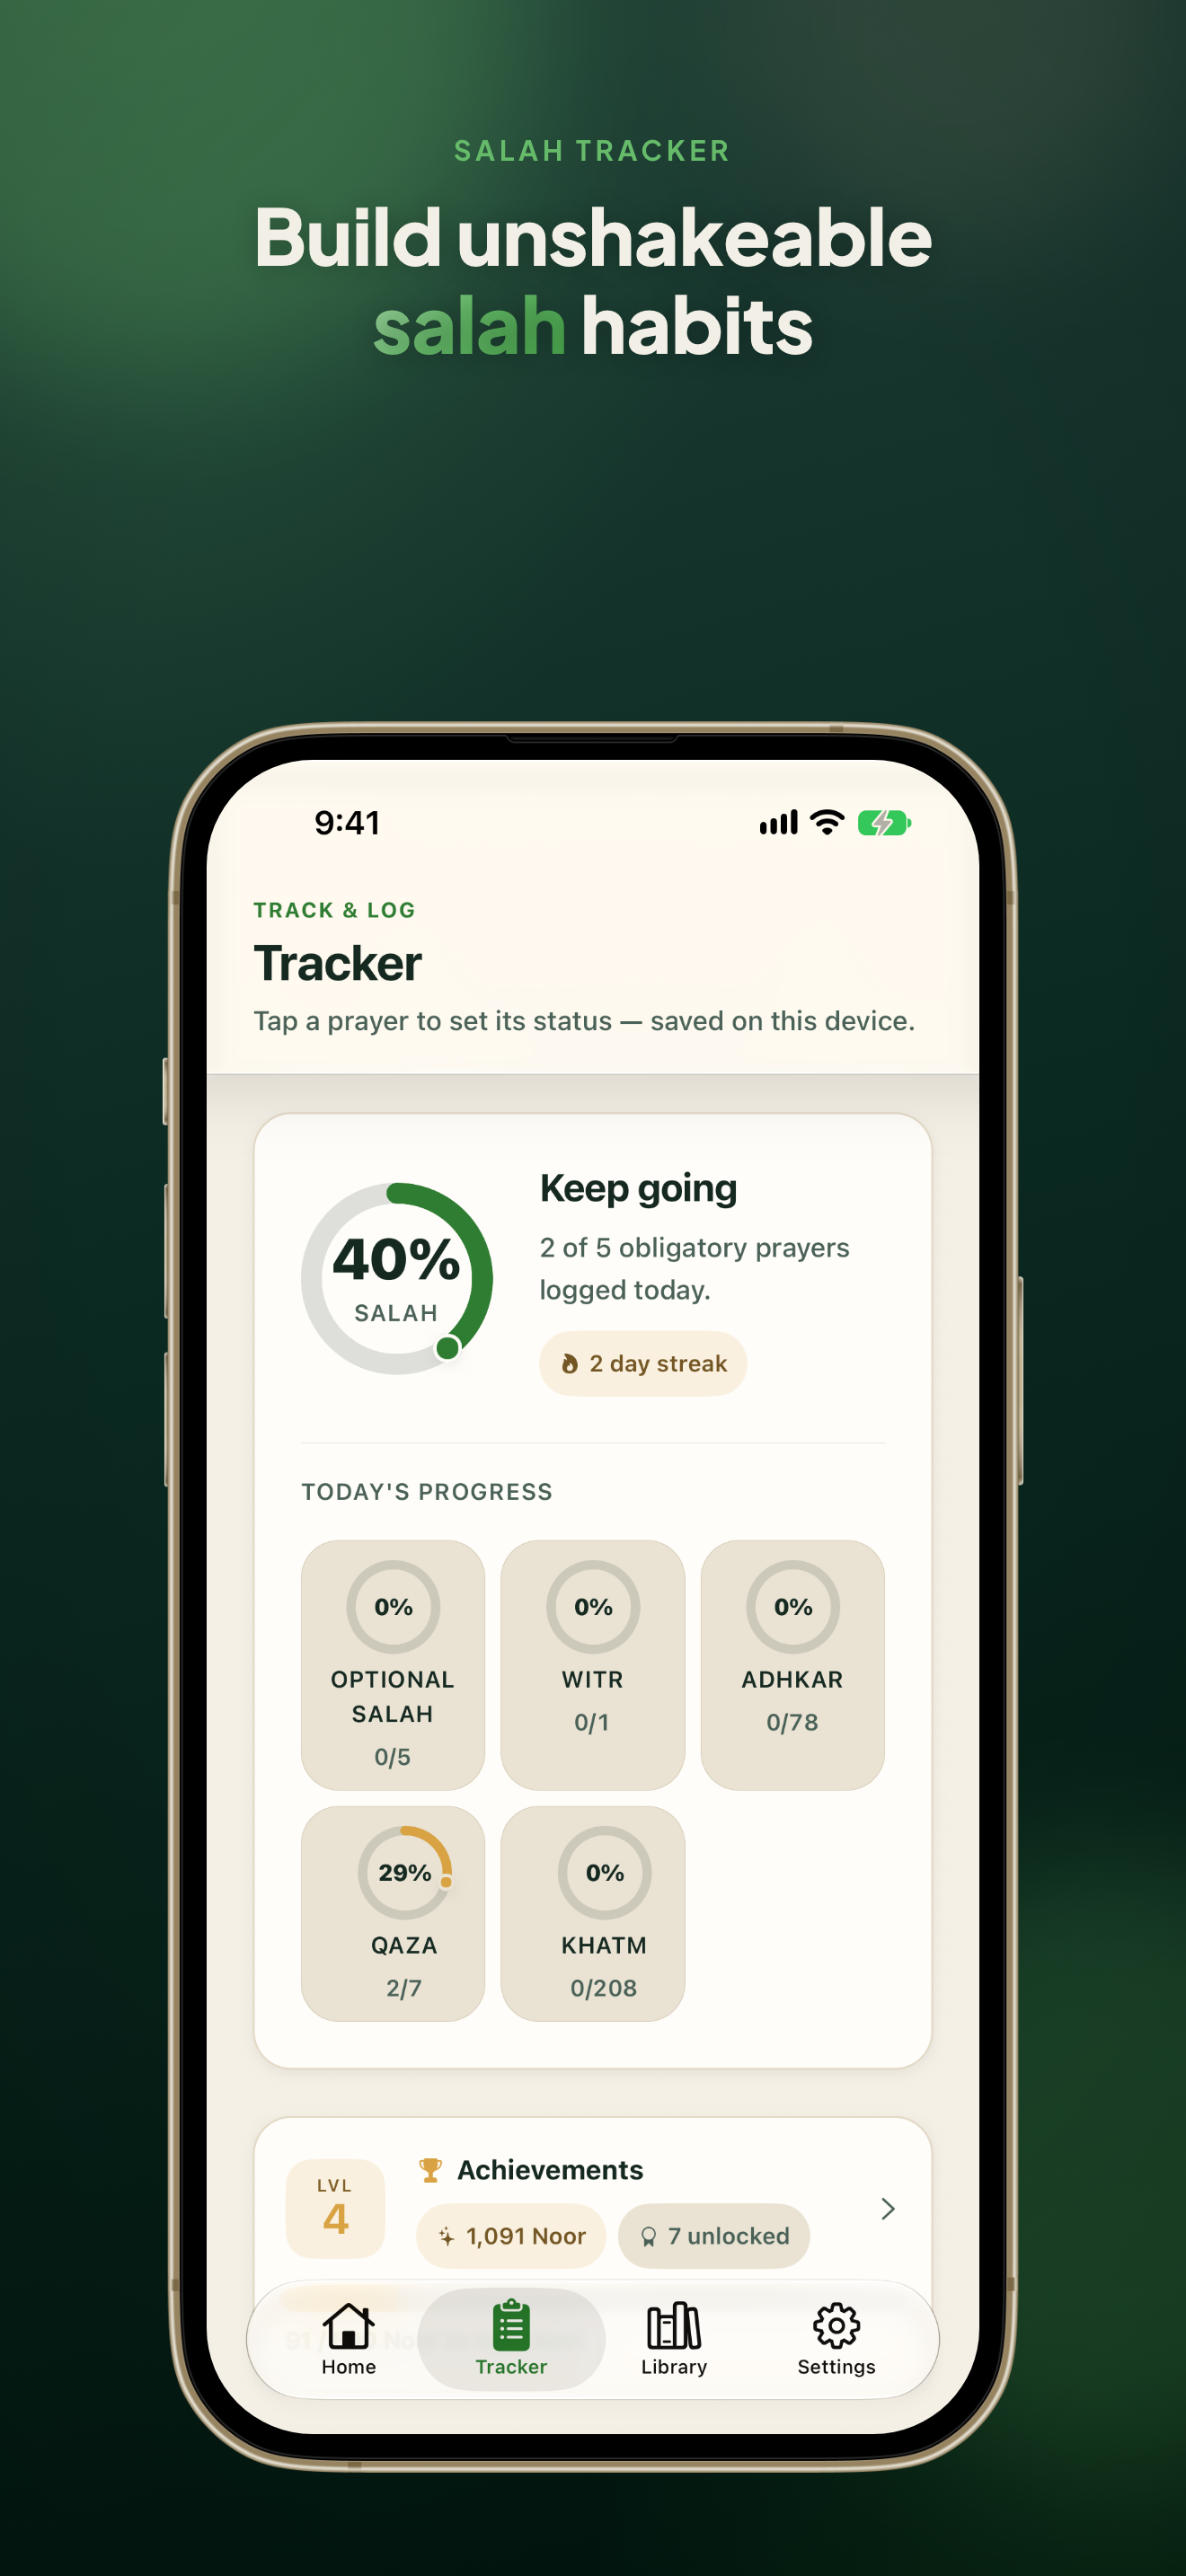 SALAH TRACKER
Build unshakeable
salah habits
9:41
TRACK & LOG
Tracker
Tap a prayer to set its status — saved on this device.
40%
SALAH
Keep going
2 of 5 obligatory prayers
logged today.
2 day streak
TODAY'S PROGRESS
0%
OPTIONAL
SALAH
0/5
0%
WITR
0/1
0%
ADHKAR
0/78
29%
QAZA
2/7
0%
KHATM
0/208
LVL
4
Achievements
1,091 Noor
7 unlocked
Home
Tracker
Library
Settings